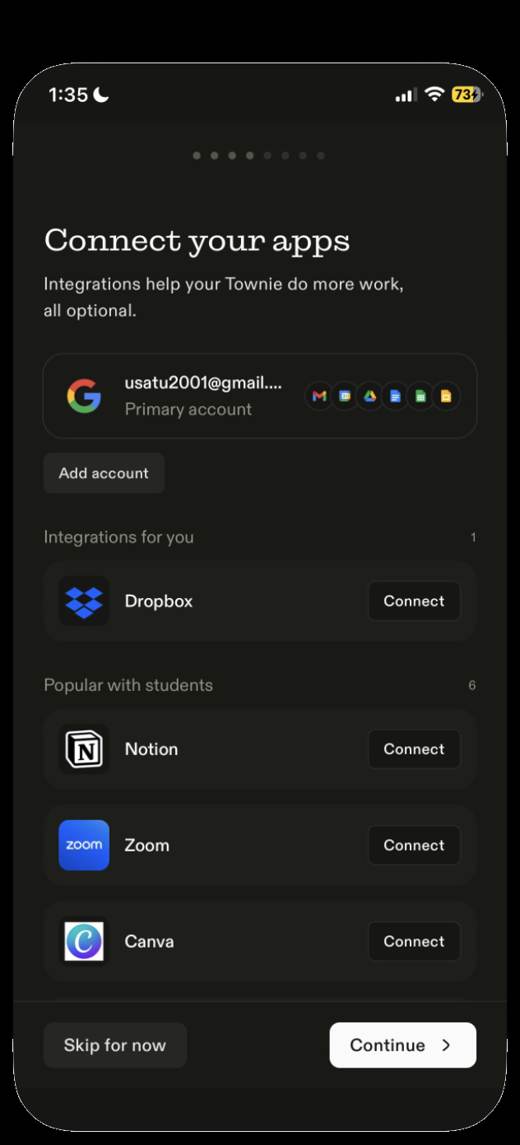 1:35
73
Connect your apps
Integrations help your Townie do more work,
all optional.
usatu2001@gmail....
Primary account
Add account
Integrations for you 1
Dropbox Connect
Popular with students 6
Notion Connect
zoom Zoom Connect
Canva Connect
Skip for now Continue